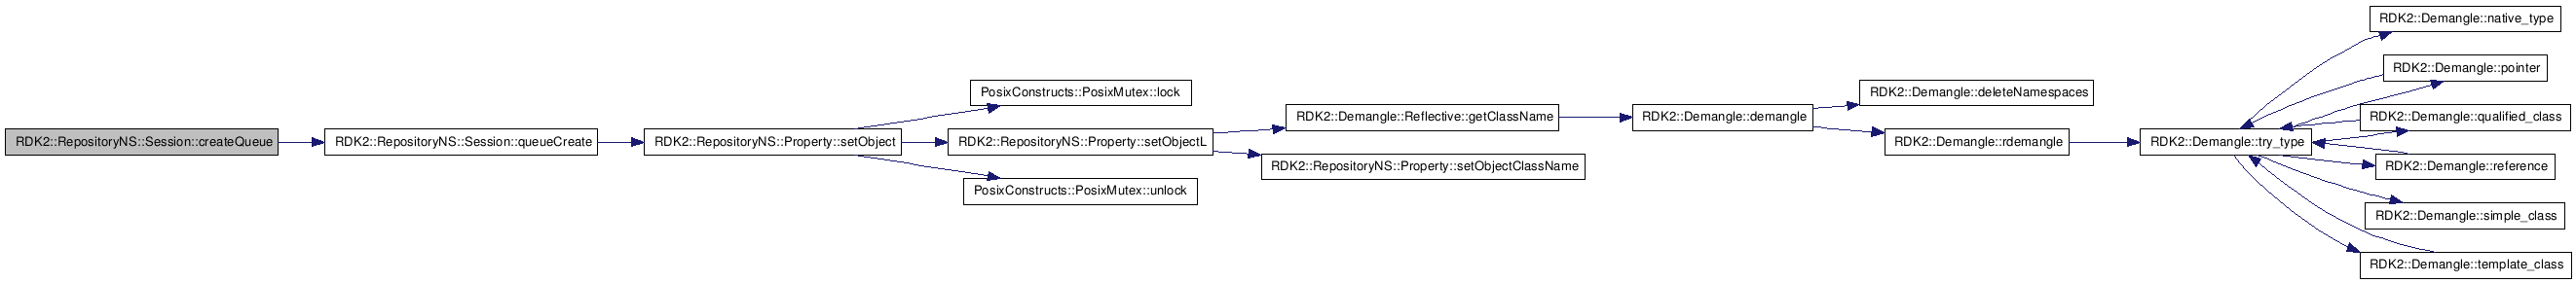 RDK2::RepositoryNS::Session::createQueue
RDK2::RepositoryNS::Session::queueCreate
RDK2::RepositoryNS::Property::setObject
PosixConstructs::PosixMutex::lock
RDK2::RepositoryNS::Property::setObjectL
PosixConstructs::PosixMutex::unlock
RDK2::Demangle::Reflective::getClassName
RDK2::RepositoryNS::Property::setObjectClassName
RDK2::Demangle::demangle
RDK2::Demangle::deleteNamespaces
RDK2::Demangle::rdemangle
RDK2::Demangle::try_type
RDK2::Demangle::native_type
RDK2::Demangle::pointer
RDK2::Demangle::qualified_class
RDK2::Demangle::reference
RDK2::Demangle::simple_class
RDK2::Demangle::template_class